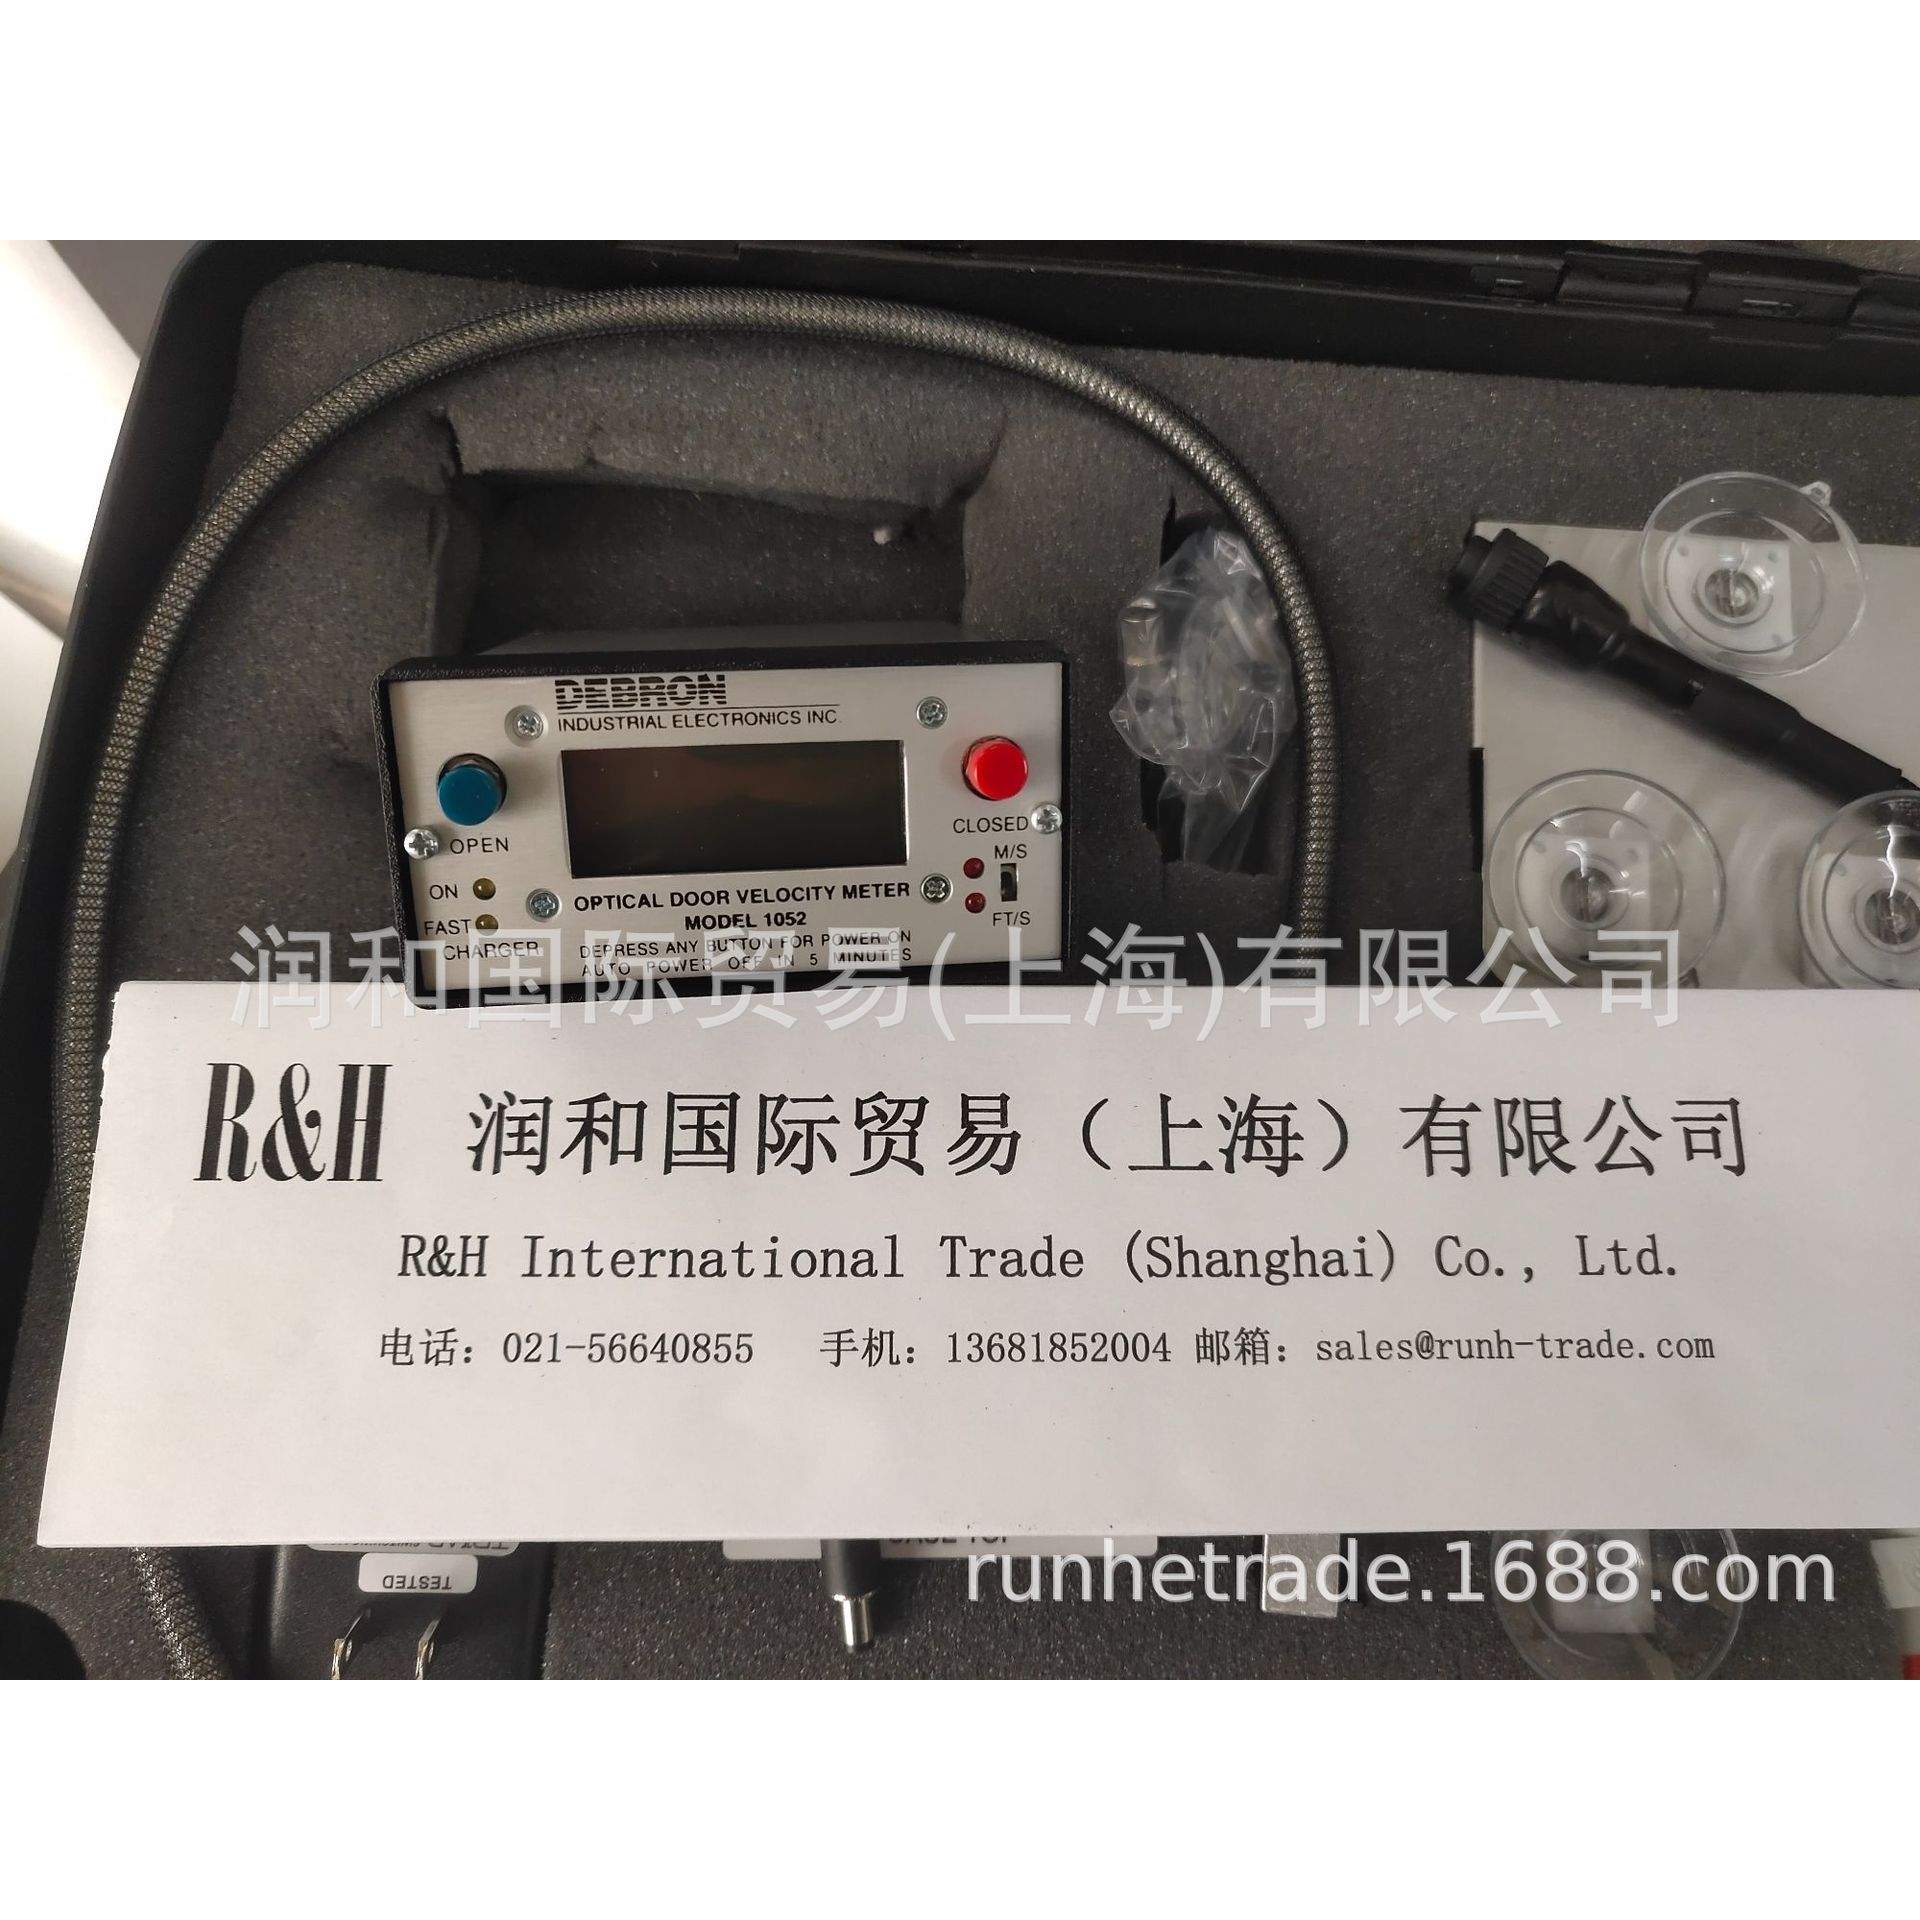 DEBRON
INDUSTRIAL ELECTRONICS INC.
OPEN
CLOSED
M/S
ON
OPTICAL DOOR VELOCITY METER
FAST
MODEL 1052
FT/S
CHARGER
DEPRESS ANY BUTTON FOR POWER ON
AUTO POWER OFF IN 5 MINUTES
润和国际贸易(上海)有限公司
R&H 润和国际贸易（上海）有限公司
R&H International Trade (Shanghai) Co., Ltd.
电话：021-56640855 手机：13681852004 邮箱：sales@runh-trade.com
TESTED
runhetrade.1688.com